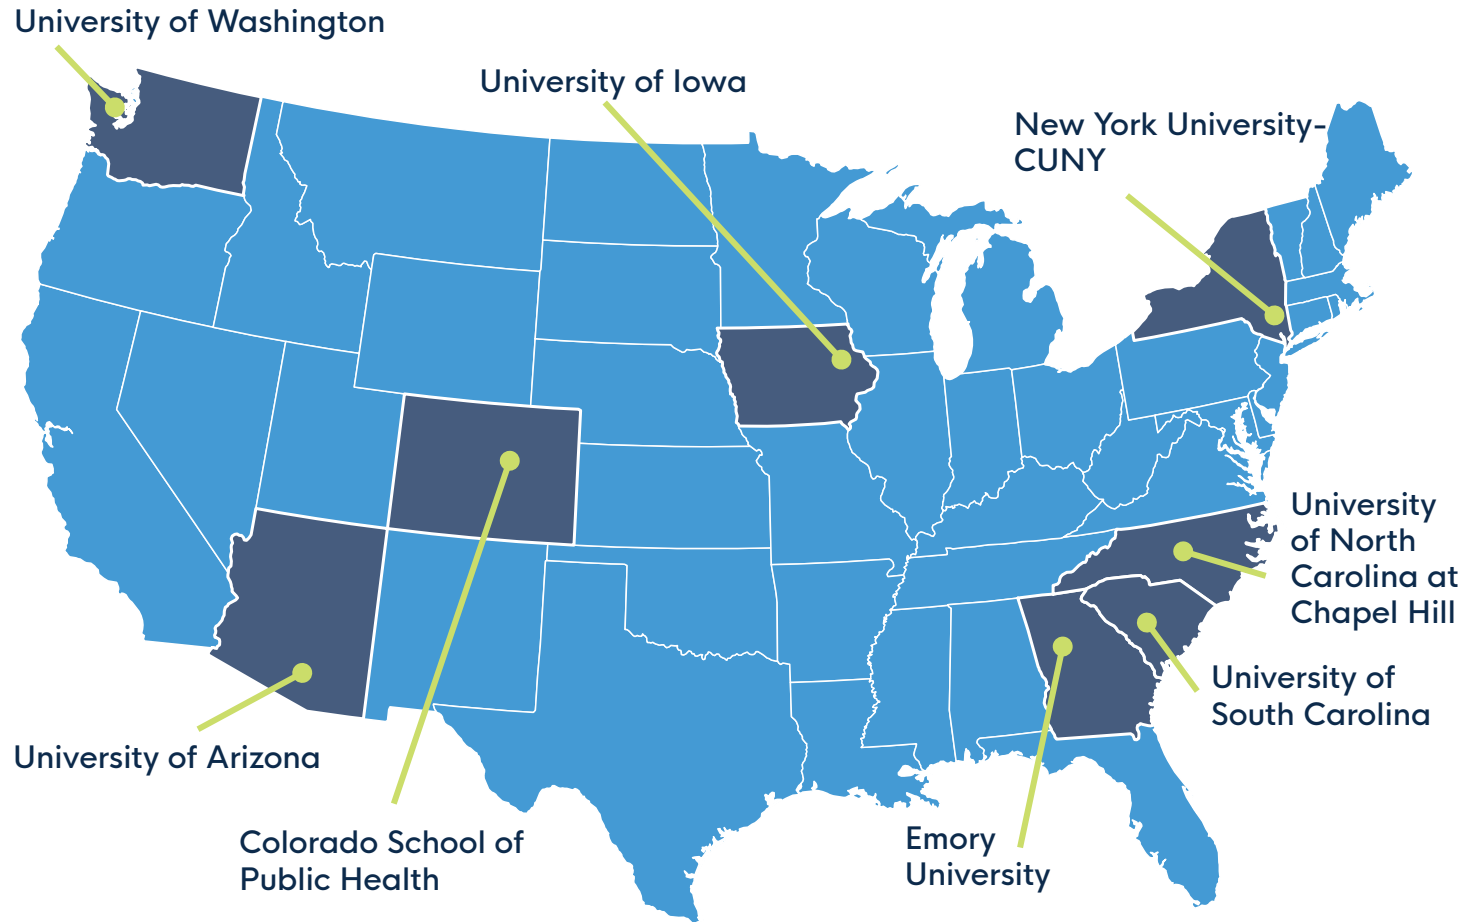 University of Washington
University of Iowa
New York University-
CUNY
University
of North
Carolina at
Chapel Hill
University of
South Carolina
University of Arizona
Colorado School of
Public Health
Emory
University